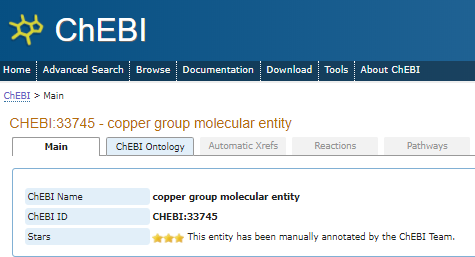 ChEBI
Home Advanced Search Browse Documentation Download Tools About ChEBI
ChEBI > Main
CHEBI:33745 - copper group molecular entity
Main ChEBI Ontology Automatic Xrefs Reactions Pathways
ChEBI Name copper group molecular entity
ChEBI ID CHEBI:33745
Stars This entity has been manually annotated by the ChEBI Team.